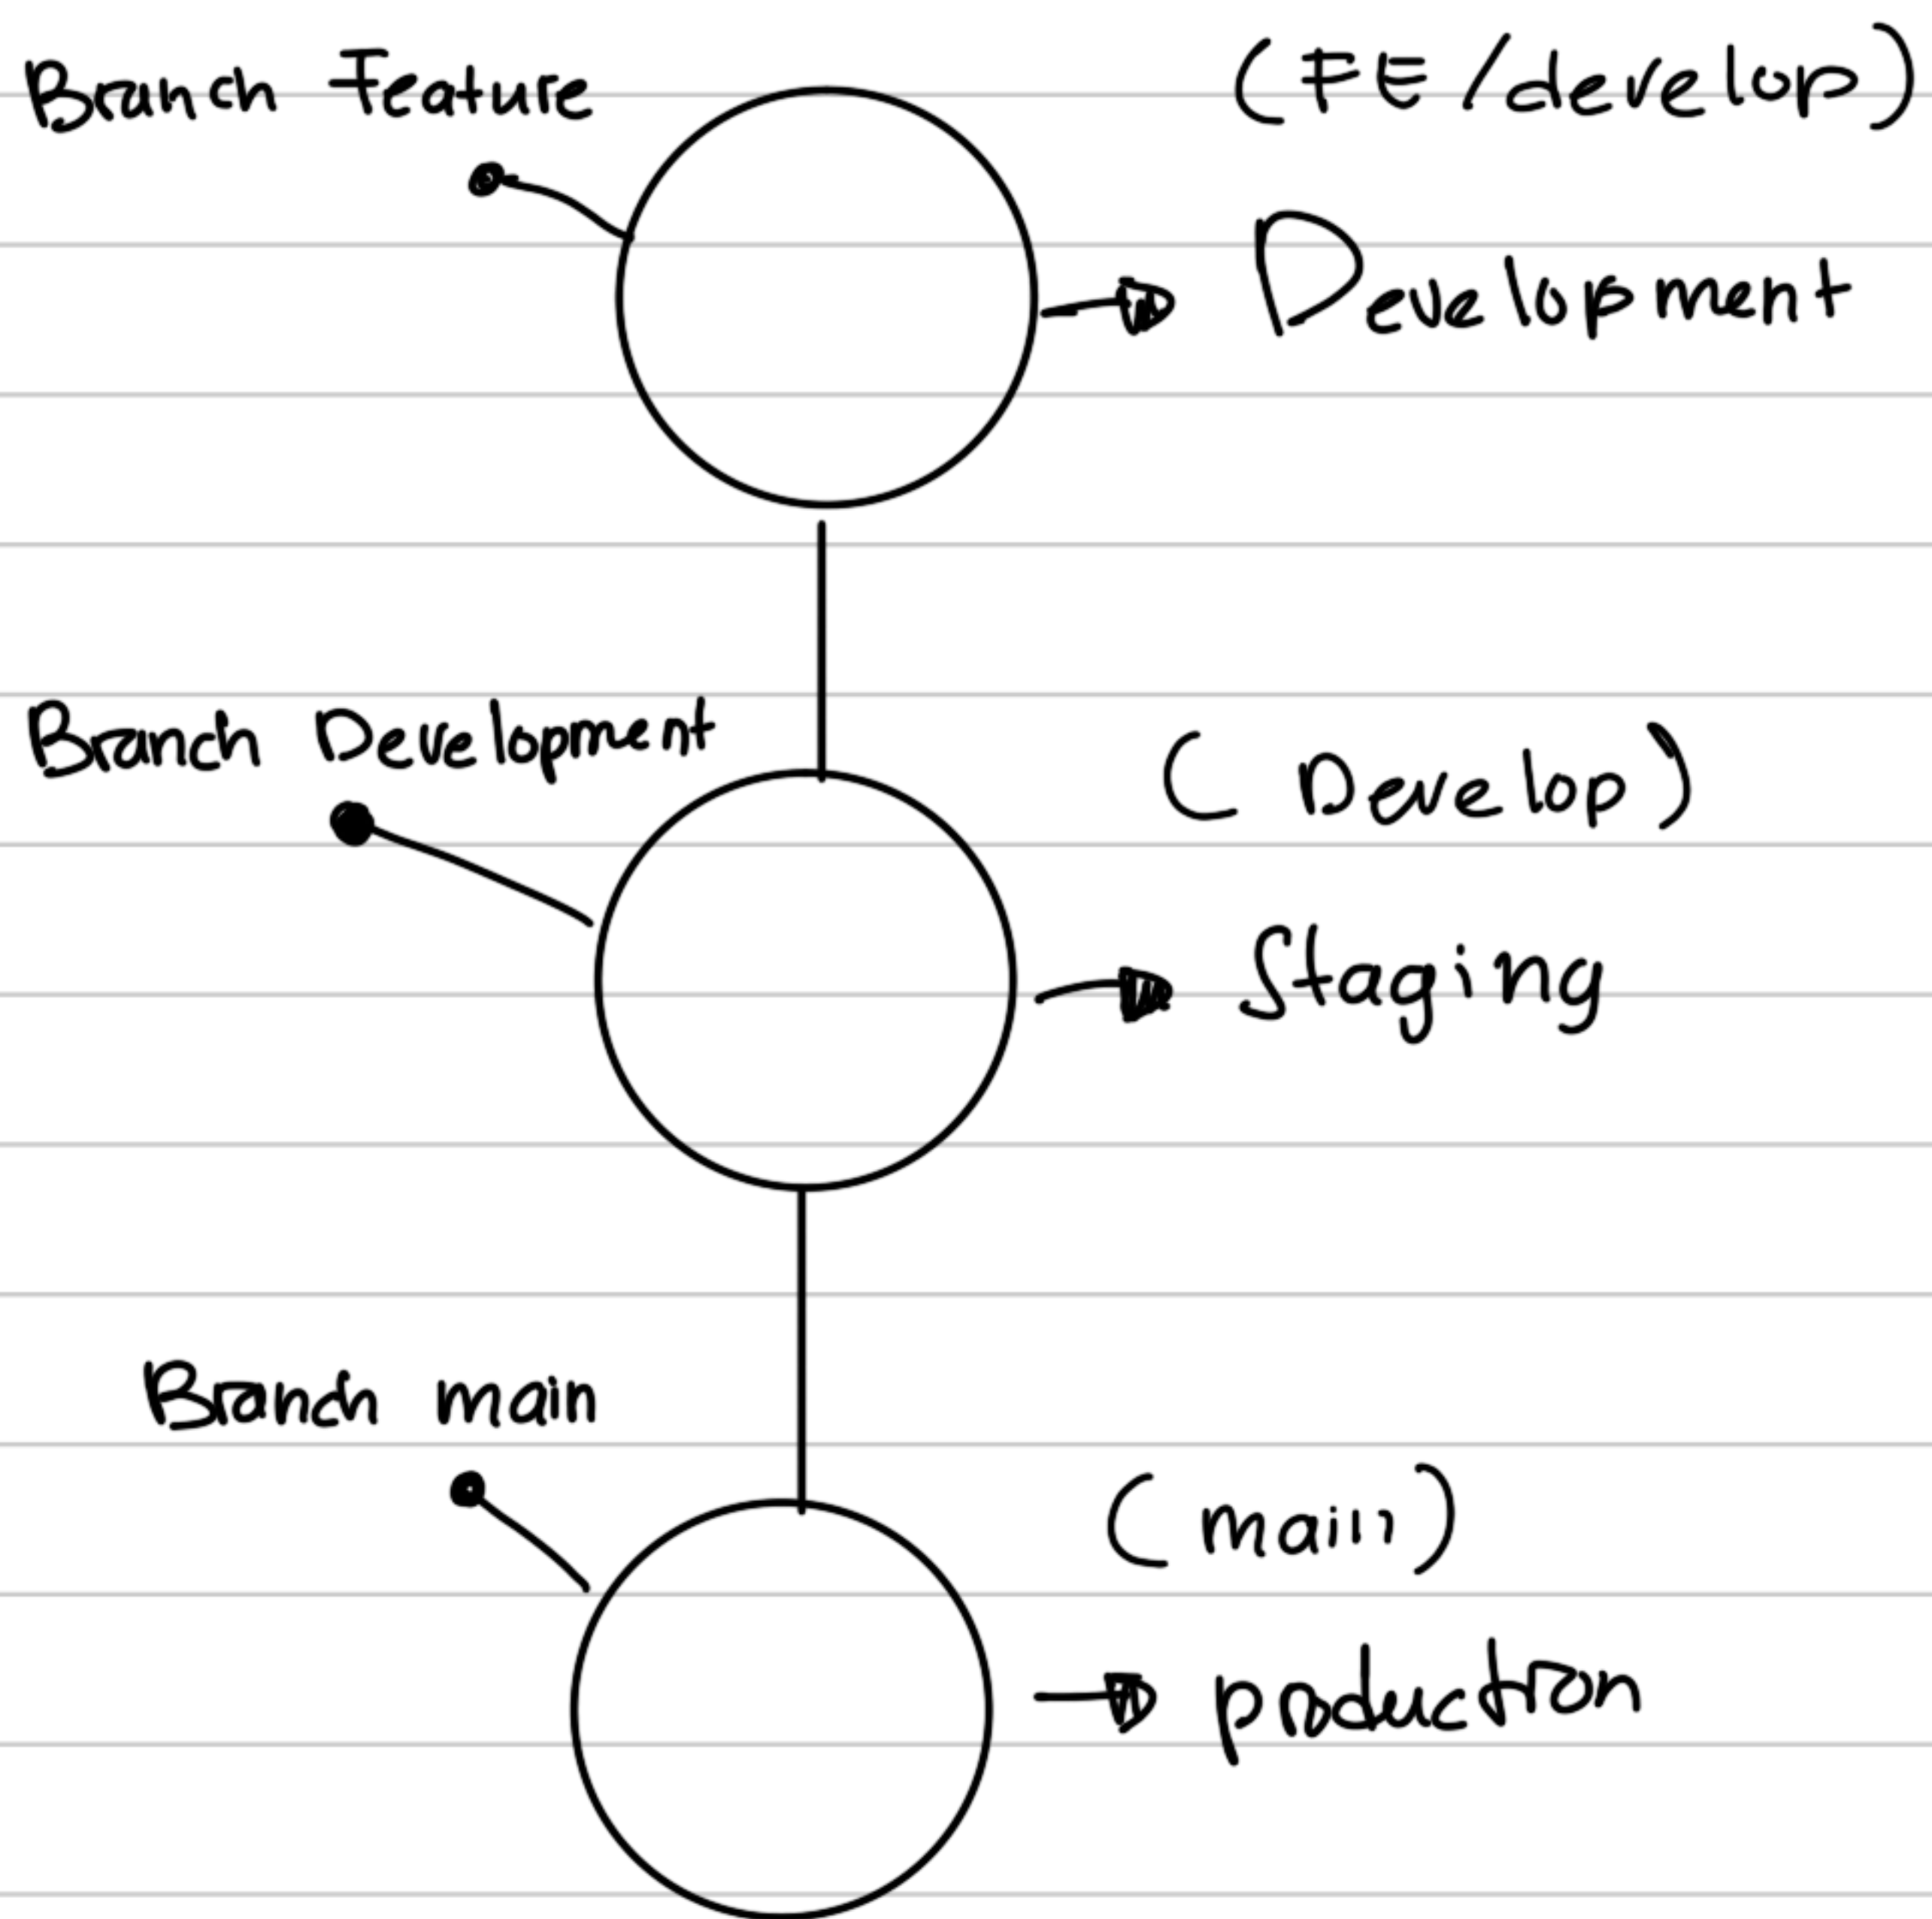 Branch Feature
(FE/develop)
Development
Branch Development
(Develop)
Staging
Branch main
(main)
production